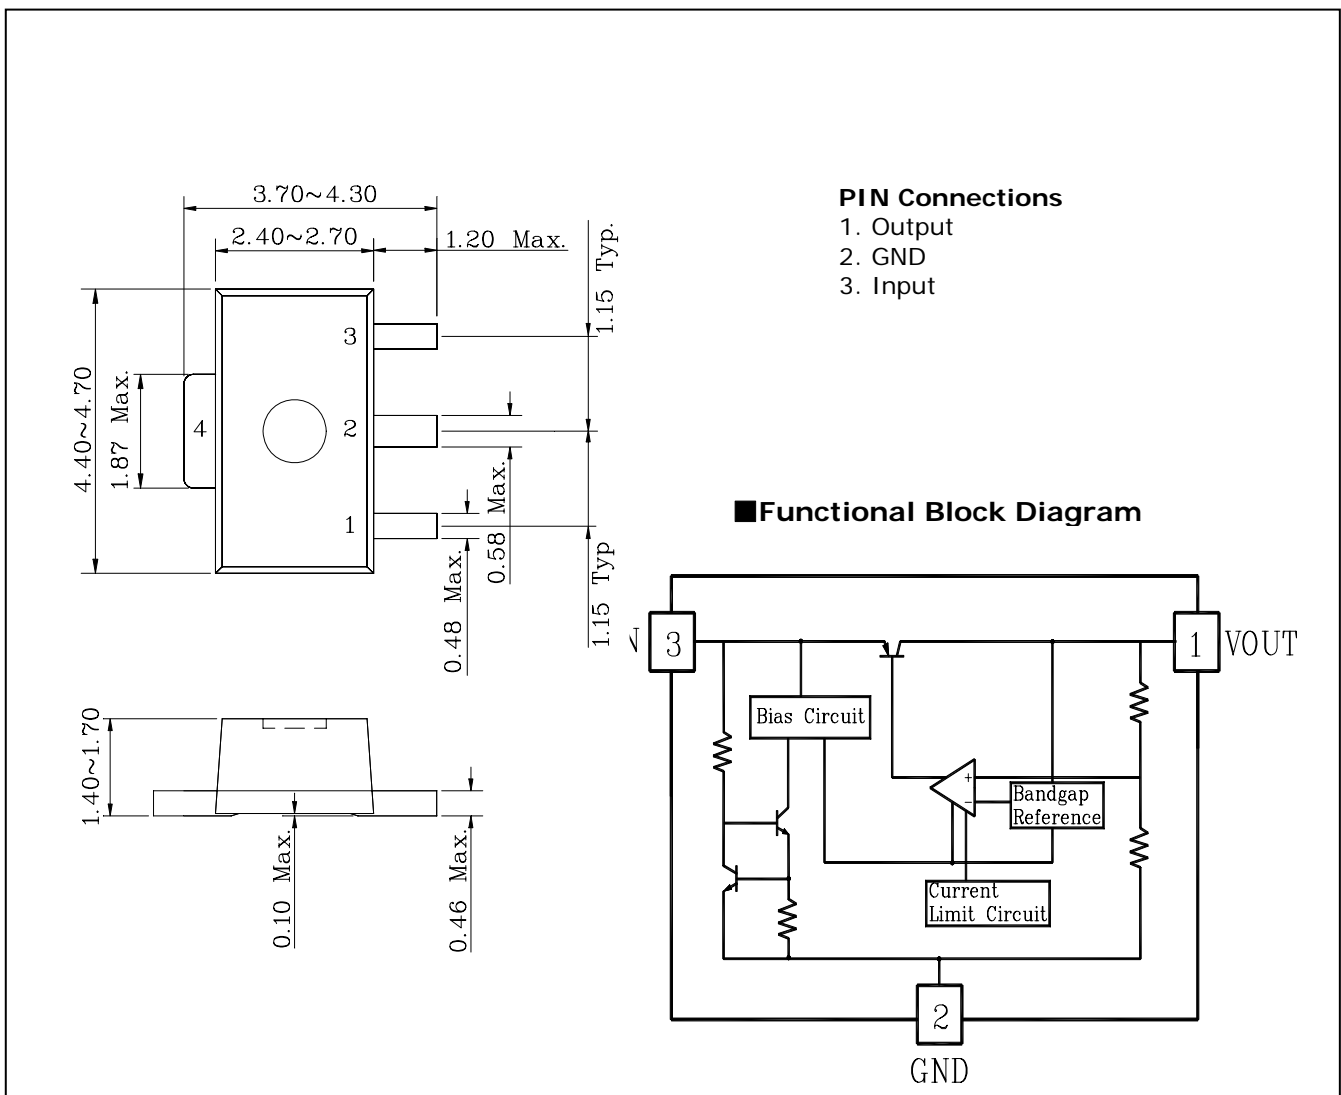 3.70~4.30
2.40~2.70
1.20 Max.
1.15 Typ.
4.40~4.70
1.87 Max.
3
4
2
1
0.58 Max.
0.48 Max.
1.15 Typ
1.40~1.70
0.10 Max.
0.46 Max.
PIN Connections
1. Output
2. GND
3. Input
■Functional Block Diagram
3
1
VOUT
Bias Circuit
+
-
Bandgap
Reference
Current
Limit Circuit
2
GND